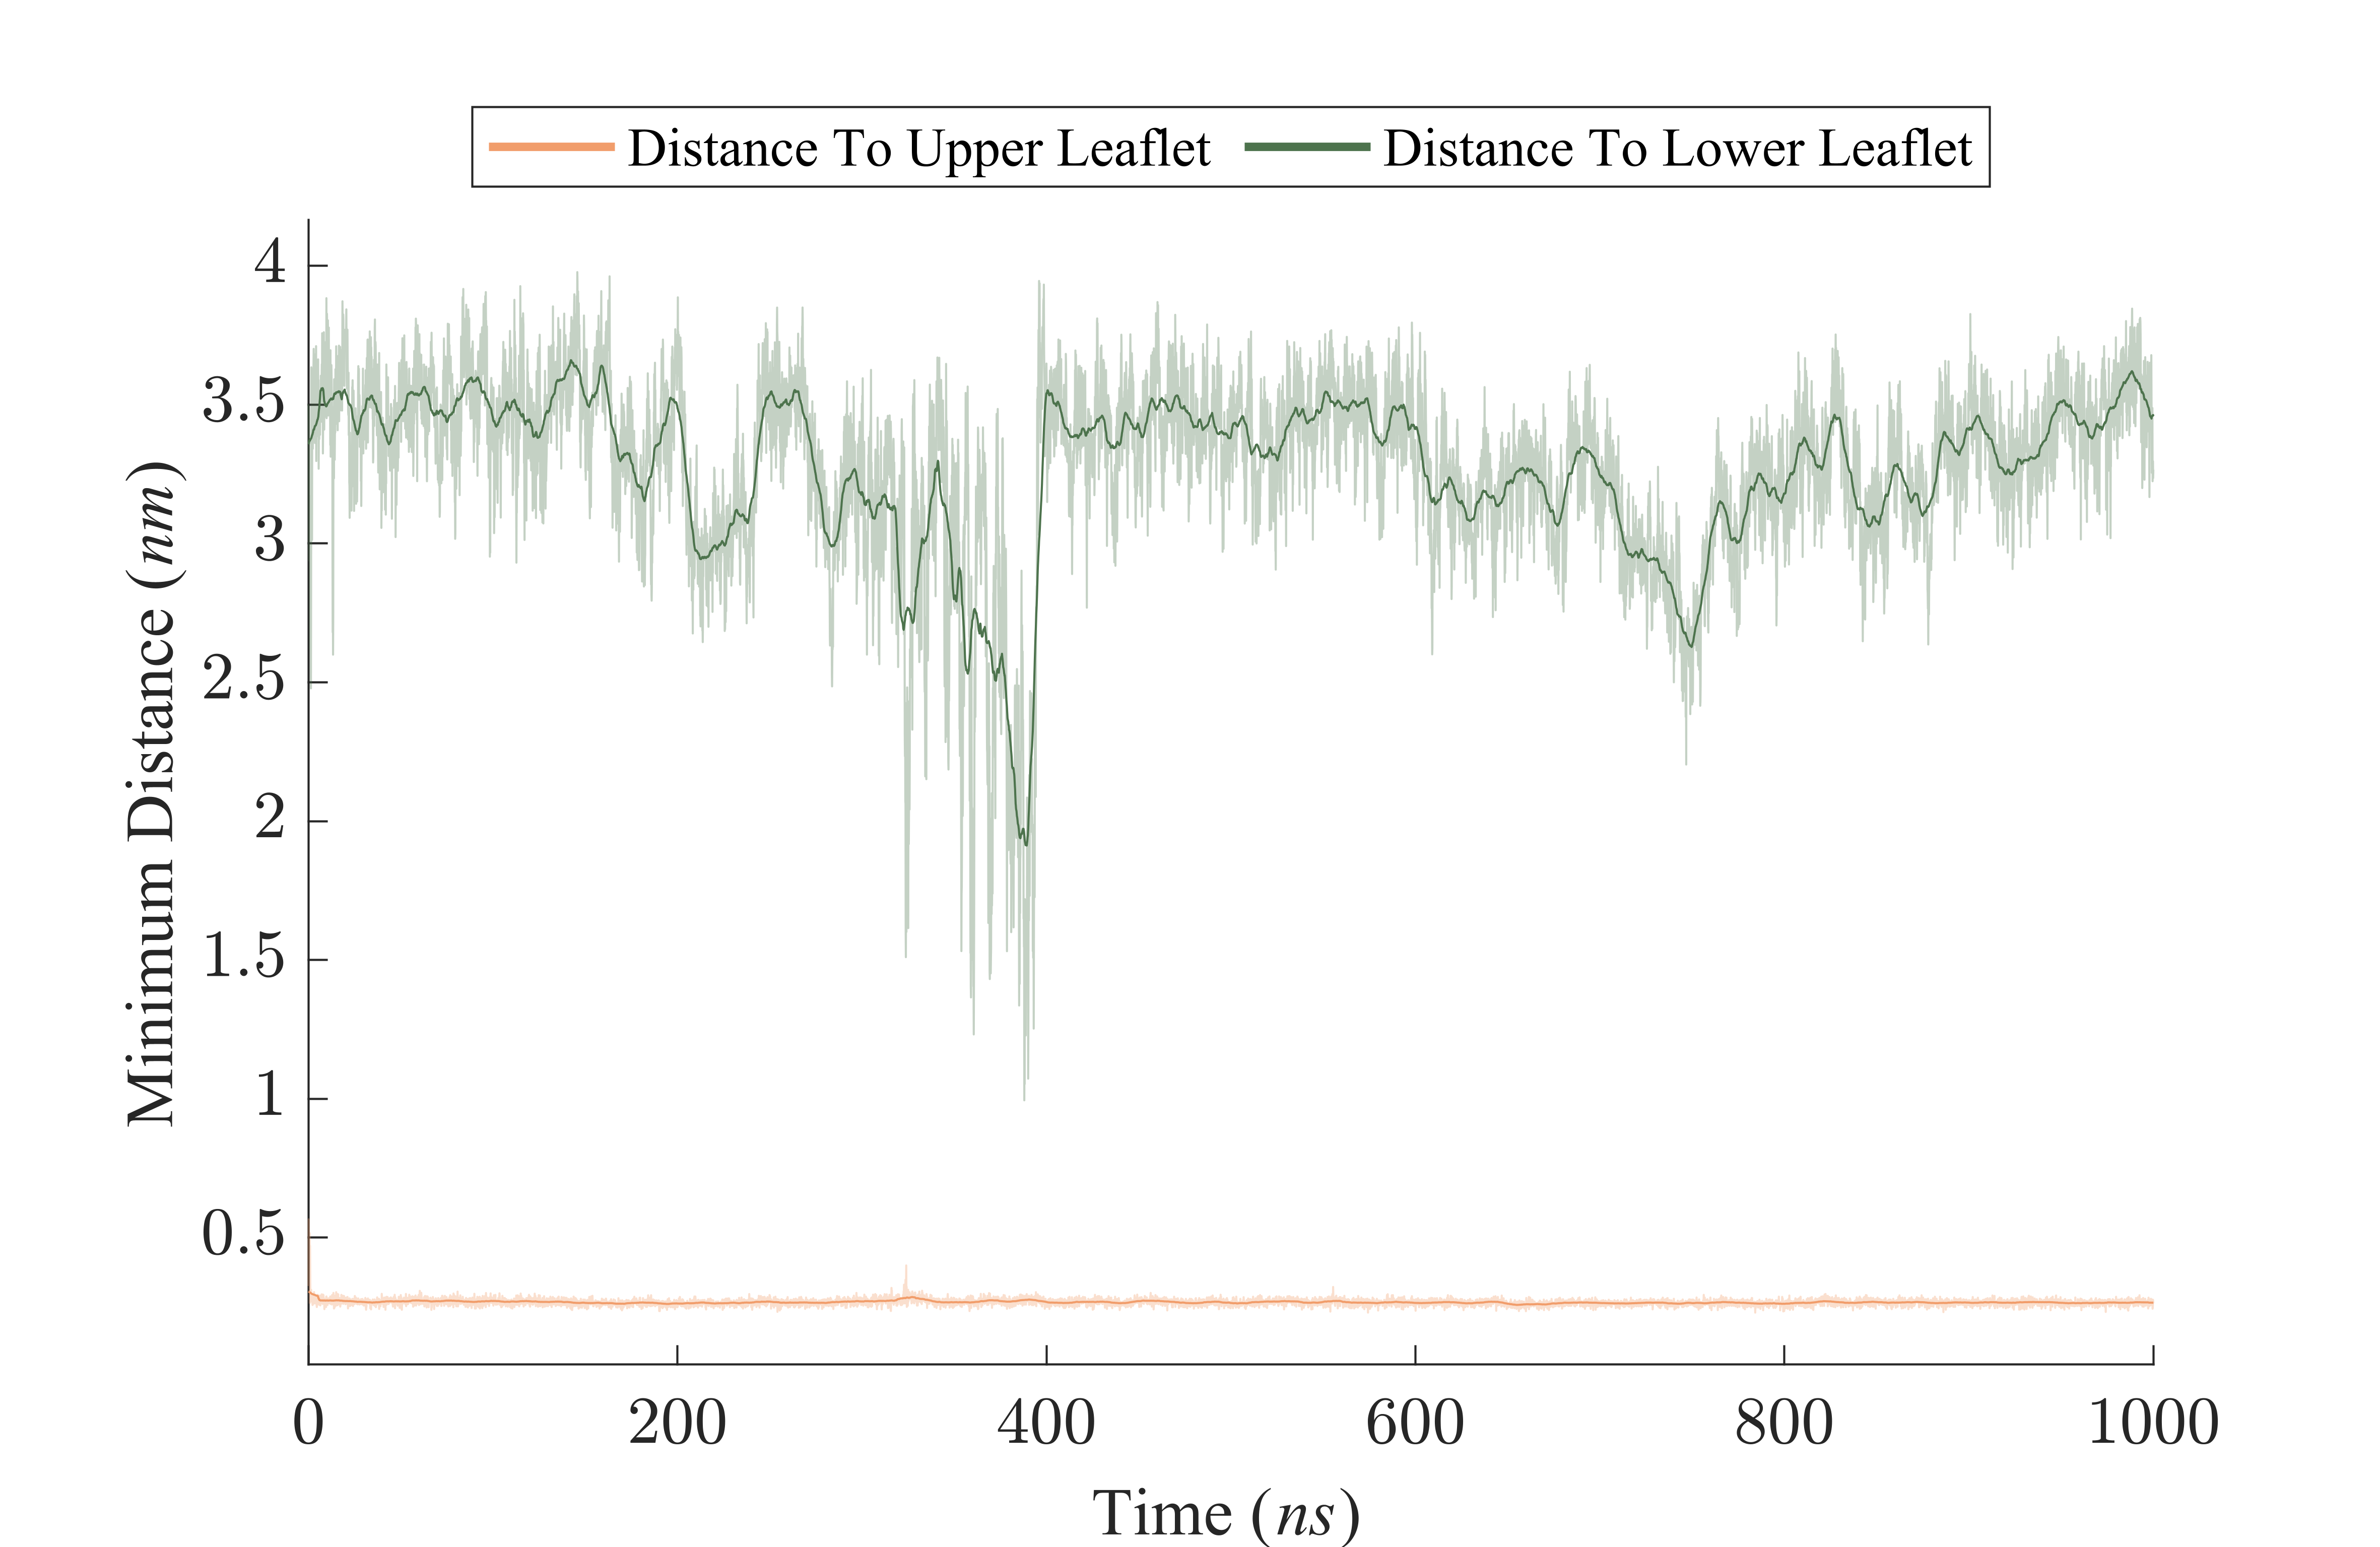 Distance To Upper Leaflet Distance To Lower Leaflet
4
3.5
3
2.5
2
1.5
1
0.5
Minimum Distance (nm)
0 200 400 600 800 1000
Time (ns)